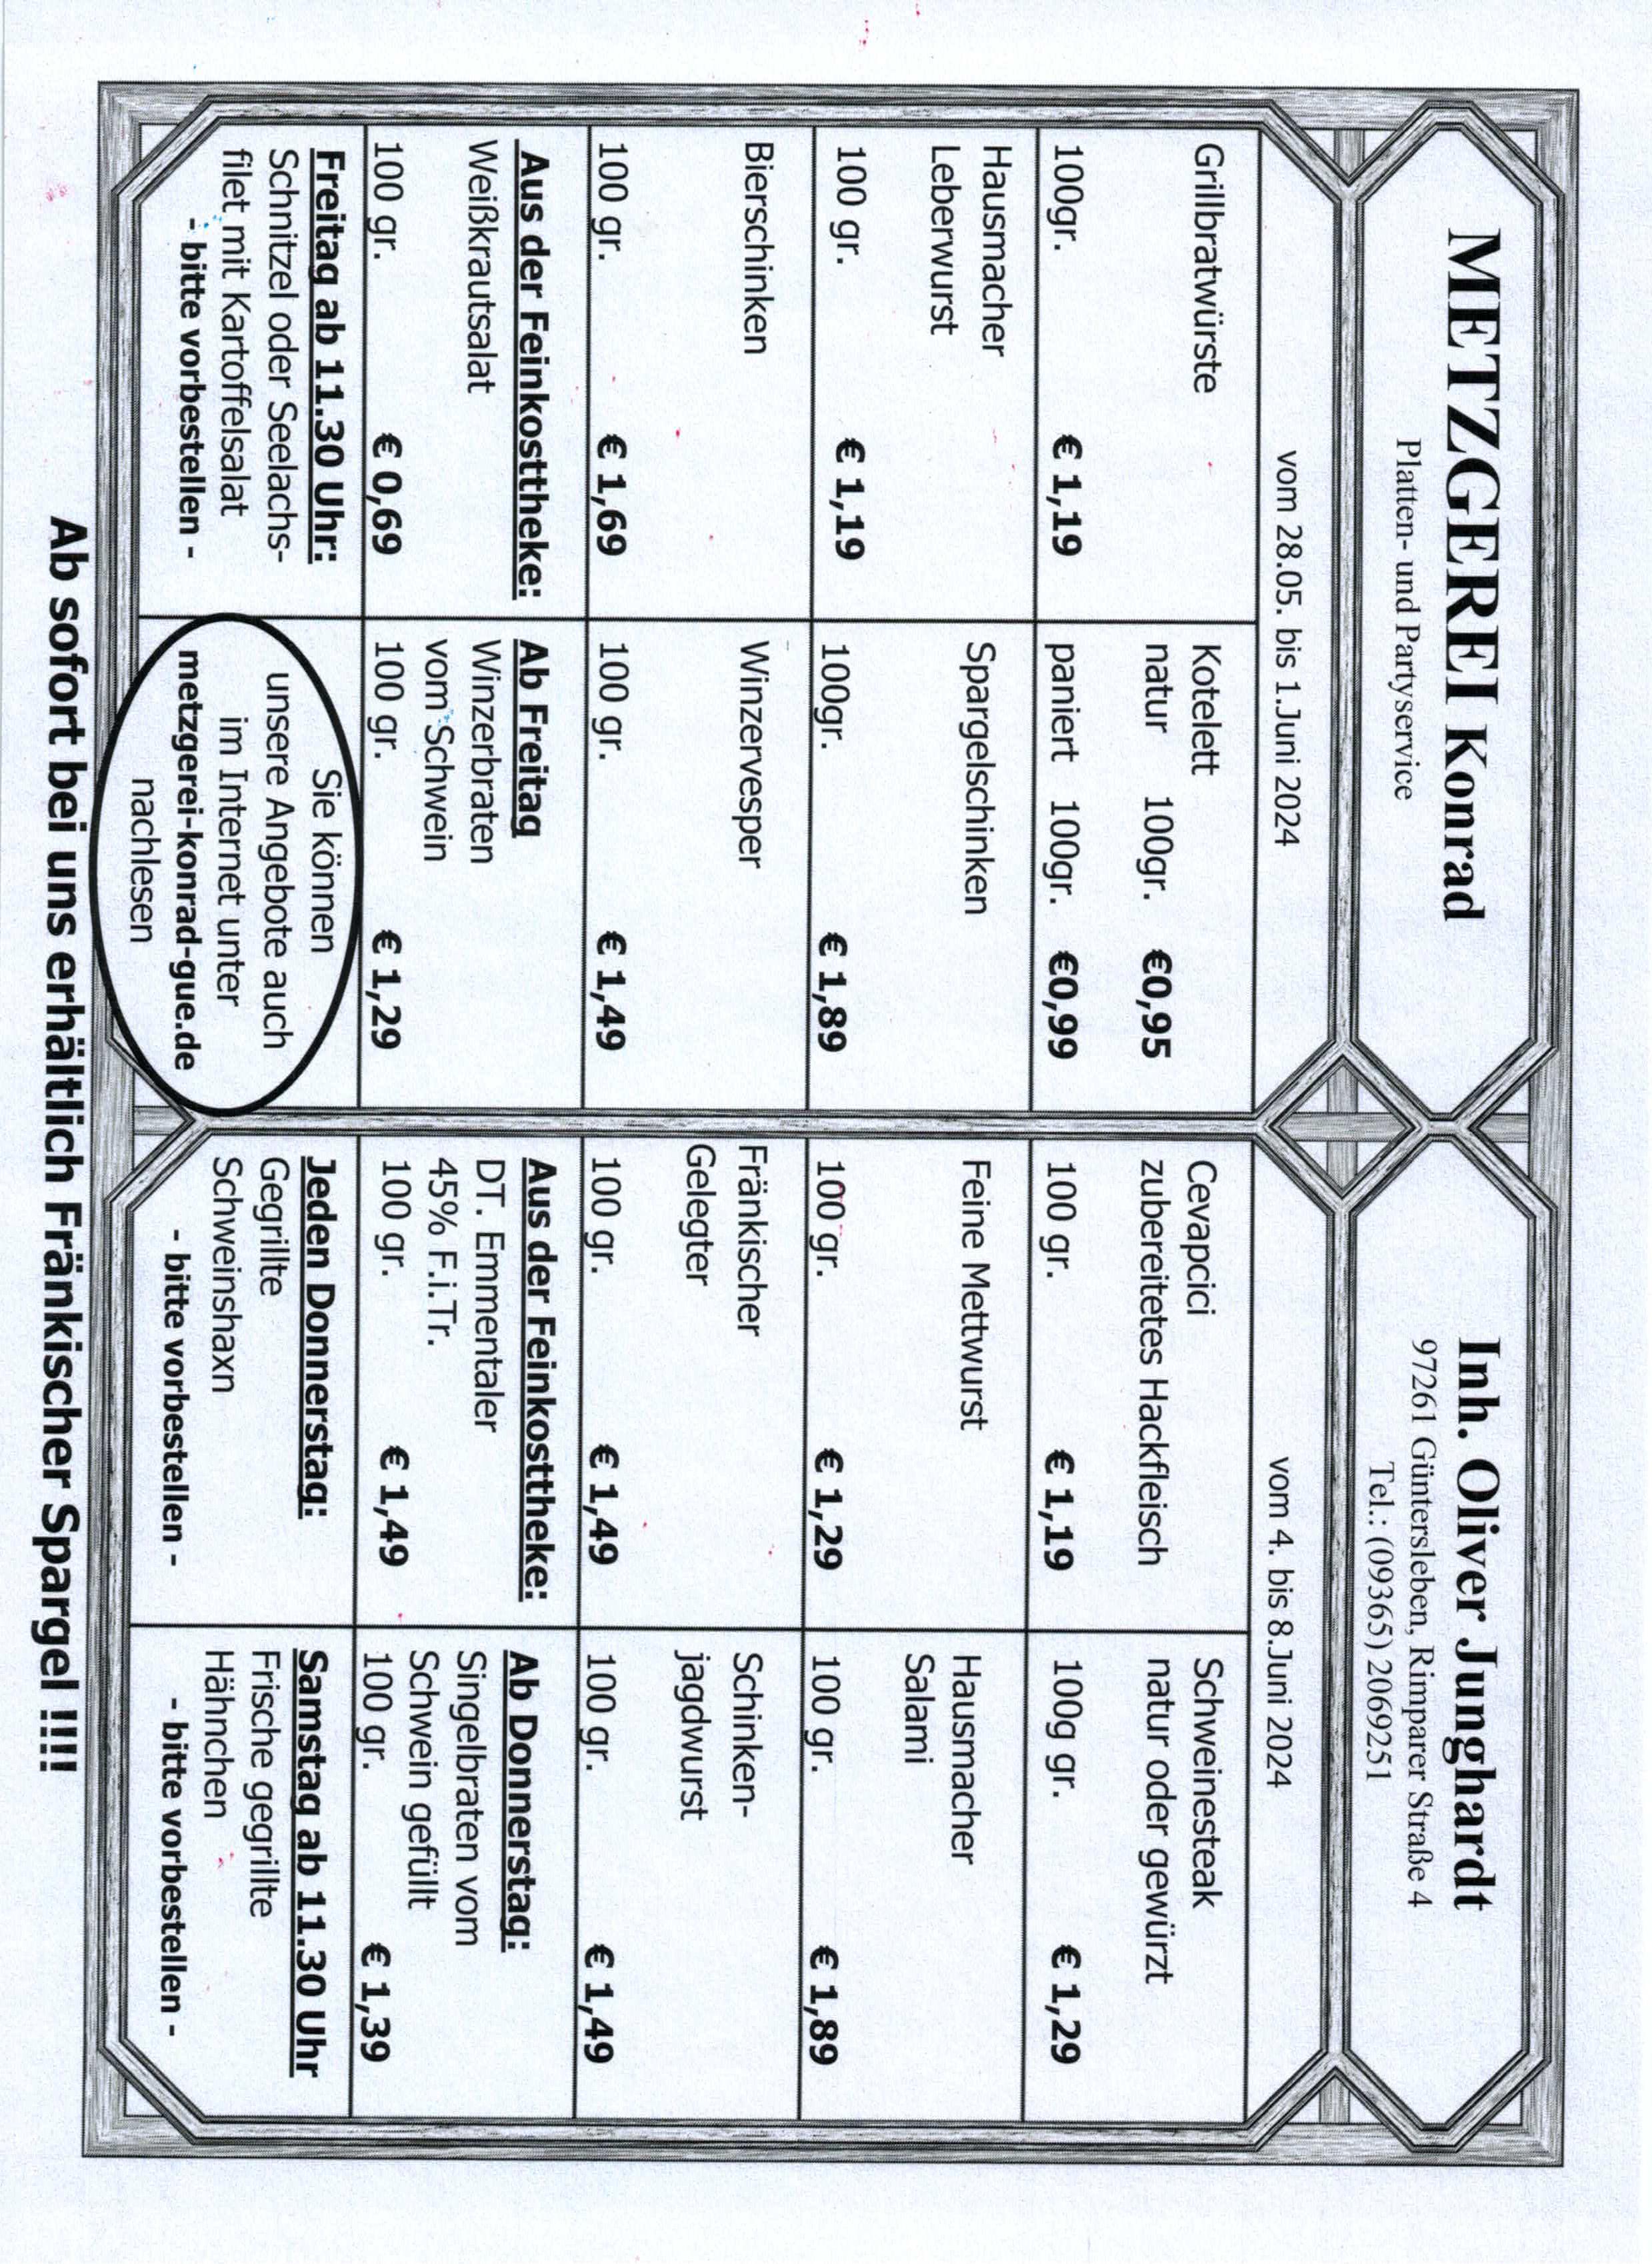 METZGEREI Konrad
Platten- und Partyservice
Inh. Oliver Junghardt
97261 Güntersleben, Rimparer Straße 4
Tel.: (09365) 2069251
vom 28.05. bis 1.Juni 2024
Grillbratwürste
100gr. € 1,19
Kotelett
natur 100gr. €0,95
paniert 100gr. €0,99
Hausmacher
Leberwurst
100 gr. € 1,19
Spargelschinken
100gr. € 1,89
Bierschinken
100 gr. € 1,69
Winzervesper
100 gr. € 1,49
Aus der Feinkosttheke:
Weißkrautsalat
100 gr. € 0,69
Ab Freitag
Winzerbraten
vom Schwein
100 gr. € 1,29
Freitag ab 11.30 Uhr:
Schnitzel oder Seelachs-
filet mit Kartoffelsalat
- bitte vorbestellen -
Sie können
unsere Angebote auch
im Internet unter
metzgerei-konrad-gue.de
nachlesen
vom 4. bis 8.Juni 2024
Cevapcici
zubereitetes Hackfleisch
100 gr. € 1,19
Schweinesteak
natur oder gewürzt
100g gr. € 1,29
Feine Mettwurst
100 gr. € 1,29
Hausmacher
Salami
100 gr. € 1,89
Fränkischer
Gelegter
100 gr. € 1,49
Schinken-
jagdwurst
100 gr. € 1,49
Aus der Feinkosttheke:
DT. Emmentaler
45% F.i.Tr.
100 gr. € 1,49
Ab Donnerstag:
Singelbraten vom
Schwein gefüllt
100 gr. € 1,39
Jeden Donnerstag:
Gegrillte
Schweinshaxn
- bitte vorbestellen -
Samstag ab 11.30 Uhr
Frische gegrillte
Hähnchen
- bitte vorbestellen -
Ab sofort bei uns erhältlich Fränkischer Spargel !!!!